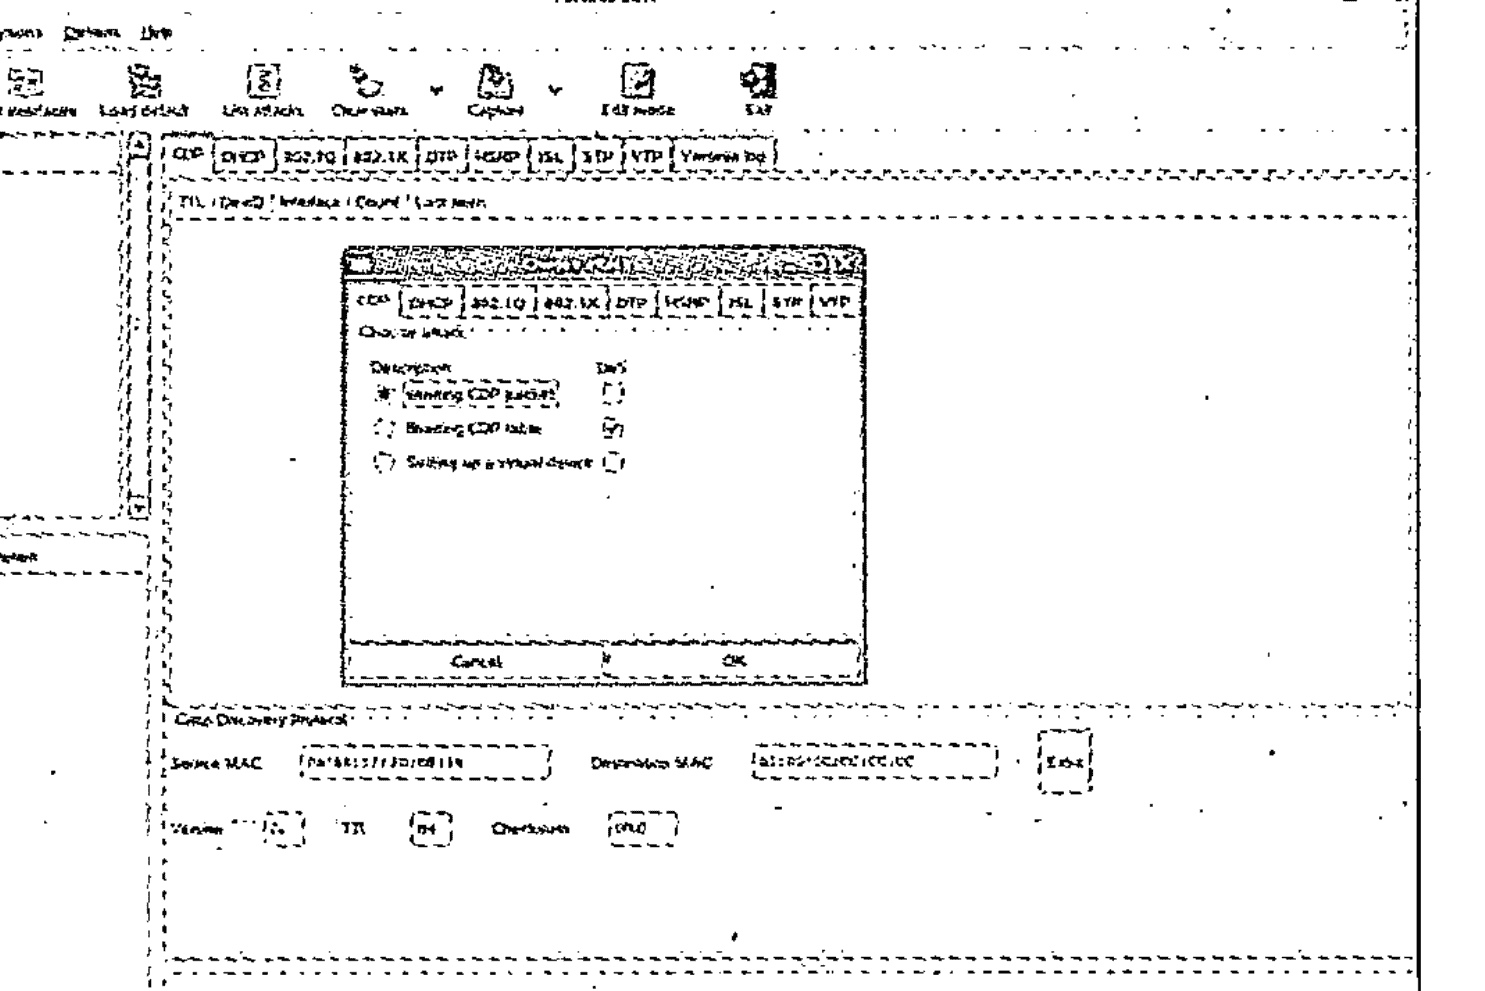 Options Help
Load default List attacks Clear stats Capture Edit mode Exit
CDP DHCP 802.1Q 802.1X DTP HSRP ISL STP VTP Yersinia log
TTL DevID Interface Count Last seen
CDP DHCP 802.1Q 802.1X DTP HSRP ISL STP VTP
Choose attack
Description DoS
sending CDP packet
flooding CDP table
Setting up a virtual device
Cancel OK
Cisco Discovery Protocol
Source MAC
Destination MAC
Extra
Version
TTL
Checksum